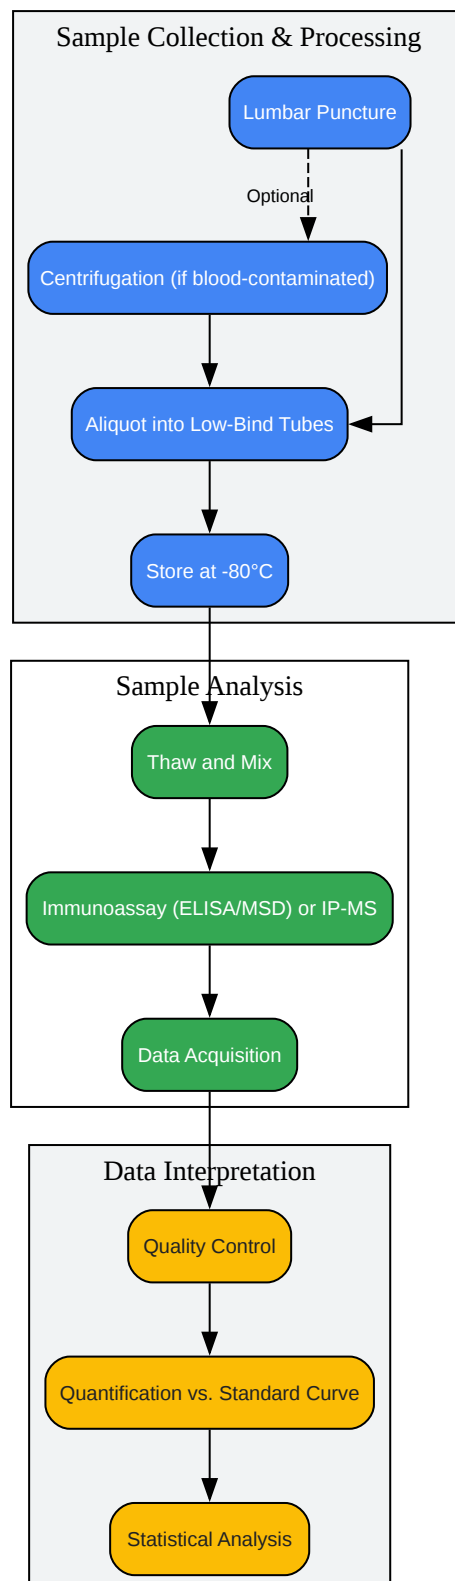 Sample Collection & Processing
Lumbar Puncture
Optional
Centrifugation (if blood-contaminated)
Aliquot into Low-Bind Tubes
Store at -80°C
Sample Analysis
Thaw and Mix
Immunoassay (ELISA/MSD) or IP-MS
Data Acquisition
Data Interpretation
Quality Control
Quantification vs. Standard Curve
Statistical Analysis